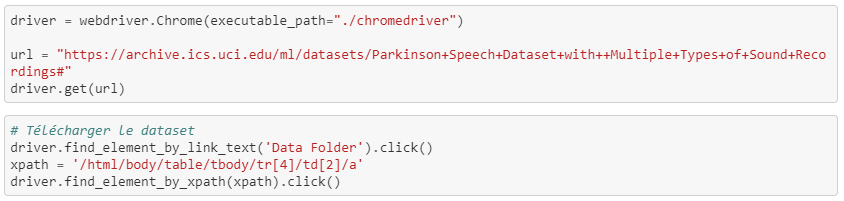 driver = webdriver.Chrome(executable_path="./chromedriver")
url = "https://archive.ics.uci.edu/ml/datasets/Parkinson+Speech+Dataset+with++Multiple+Types+of+Sound+Reco
rdings#"
driver.get(url)
# Télécharger le dataset
driver.find_element_by_link_text('Data Folder').click()
xpath = '/html/body/table/tbody/tr[4]/td[2]/a'
driver.find_element_by_xpath(xpath).click()